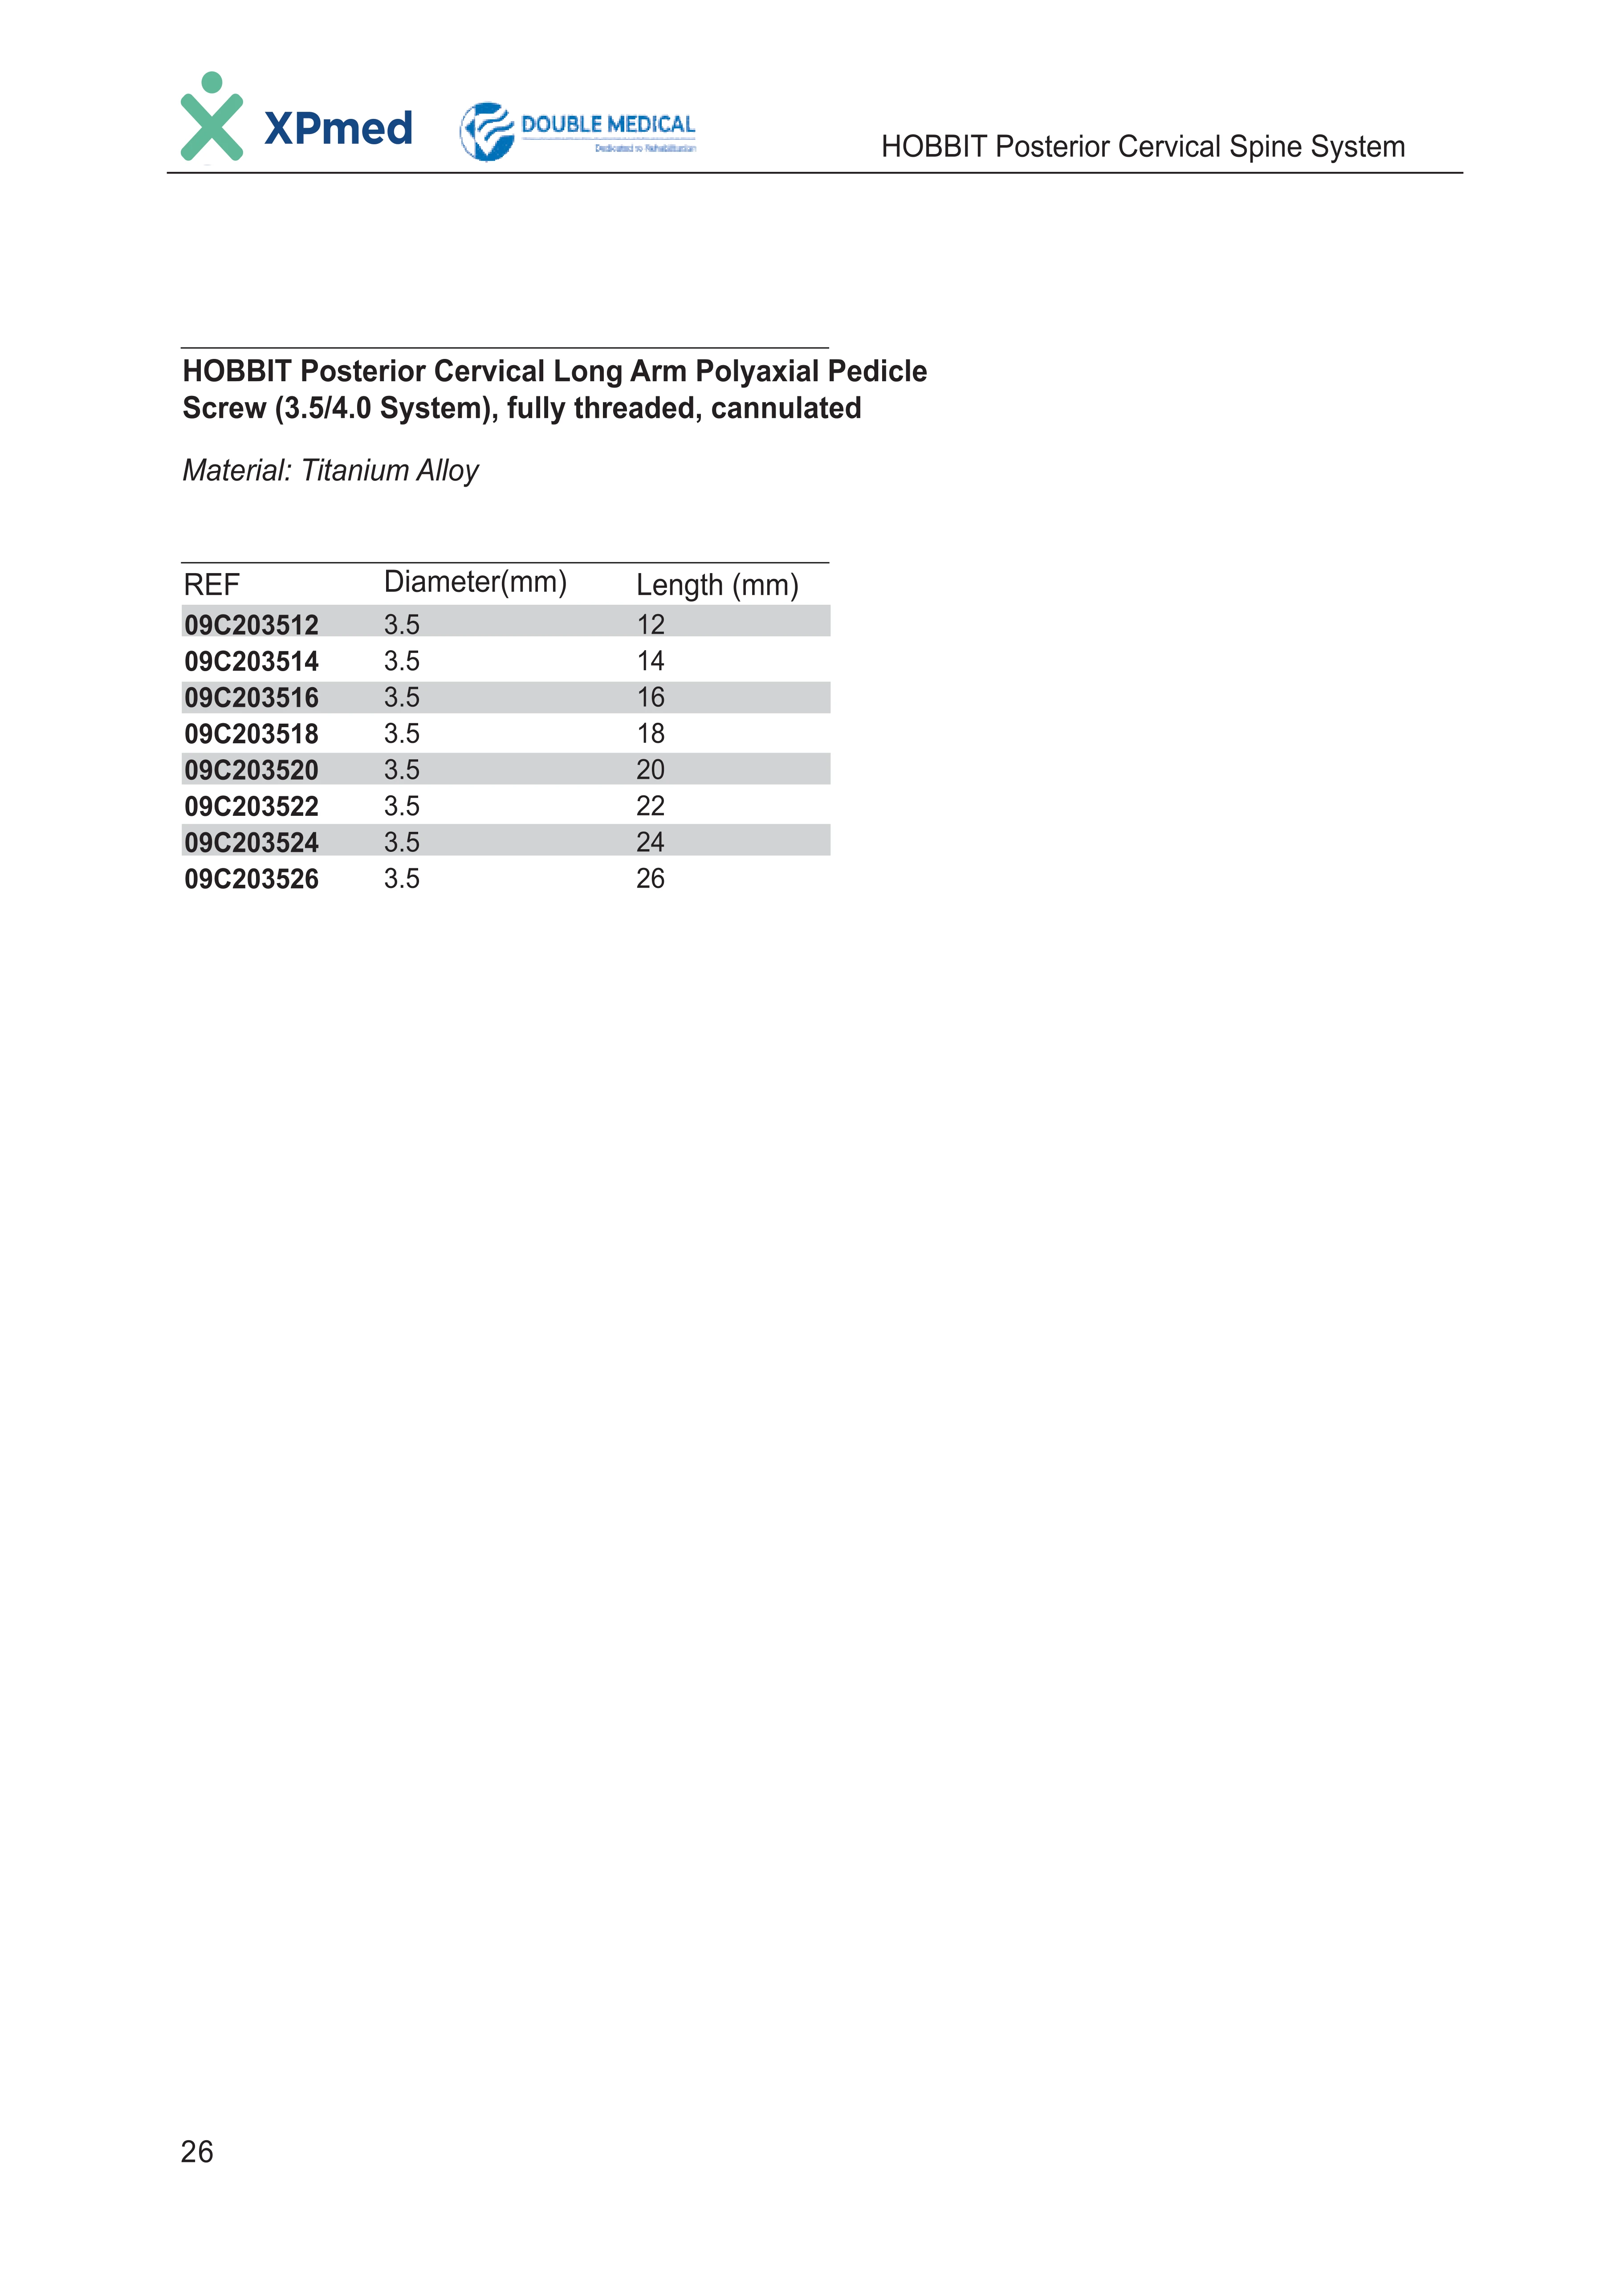 XPmed
DOUBLE MEDICAL
Dedicated to Rehabilitation
HOBBIT Posterior Cervical Spine System
HOBBIT Posterior Cervical Long Arm Polyaxial Pedicle
Screw (3.5/4.0 System), fully threaded, cannulated
Material: Titanium Alloy
REF Diameter(mm) Length (mm)
09C203512 3.5 12
09C203514 3.5 14
09C203516 3.5 16
09C203518 3.5 18
09C203520 3.5 20
09C203522 3.5 22
09C203524 3.5 24
09C203526 3.5 26
26